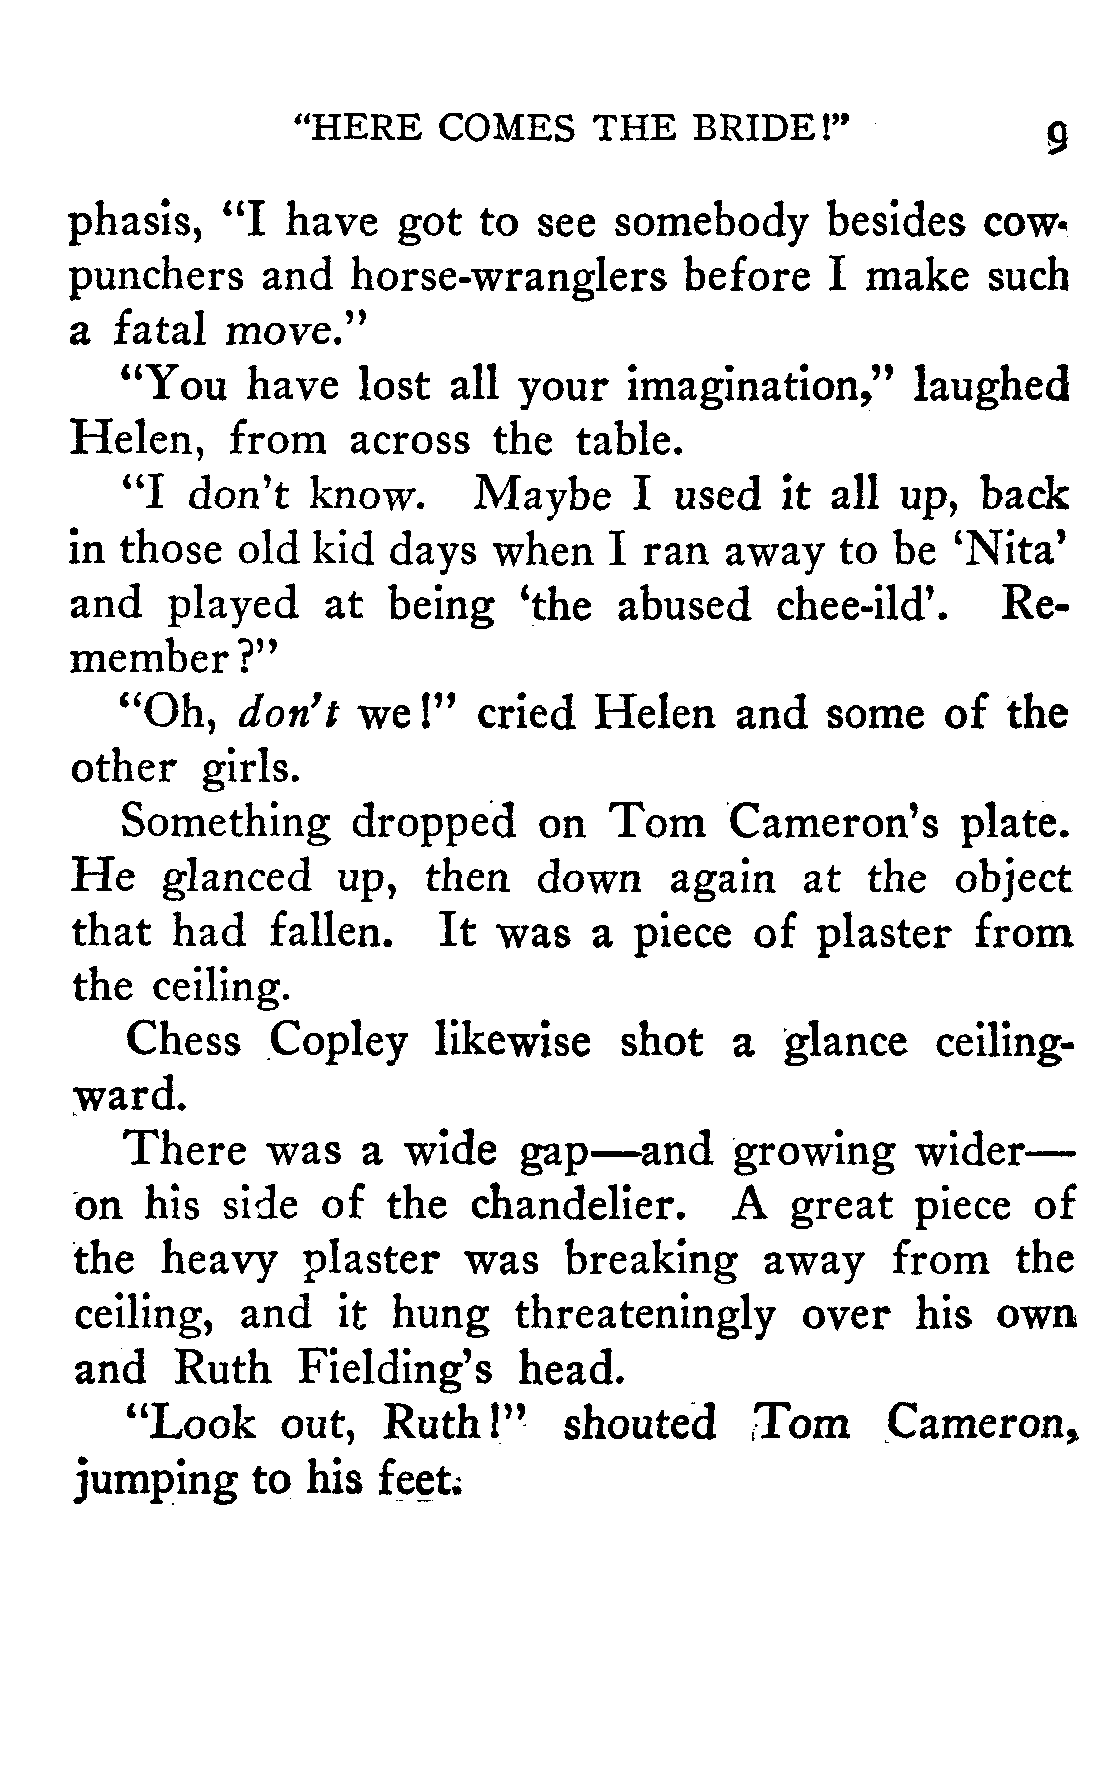 "HERE COMES THE BRIDE!" 9
phasis, "I have got to see somebody besides cow-
punchers and horse-wranglers before I make such
a fatal move."
"You have lost all your imagination," laughed
Helen, from across the table.
"I don't know. Maybe I used it all up, back
in those old kid days when I ran away to be 'Nita'
and played at being 'the abused chee-ild'. Re-
member?"
"Oh, don't we!" cried Helen and some of the
other girls.
Something dropped on Tom Cameron's plate.
He glanced up, then down again at the object
that had fallen. It was a piece of plaster from
the ceiling.
Chess Copley likewise shot a glance ceiling-
ward.
There was a wide gap—and growing wider—
on his side of the chandelier. A great piece of
the heavy plaster was breaking away from the
ceiling, and it hung threateningly over his own
and Ruth Fielding's head.
"Look out, Ruth!" shouted Tom Cameron,
jumping to his feet.